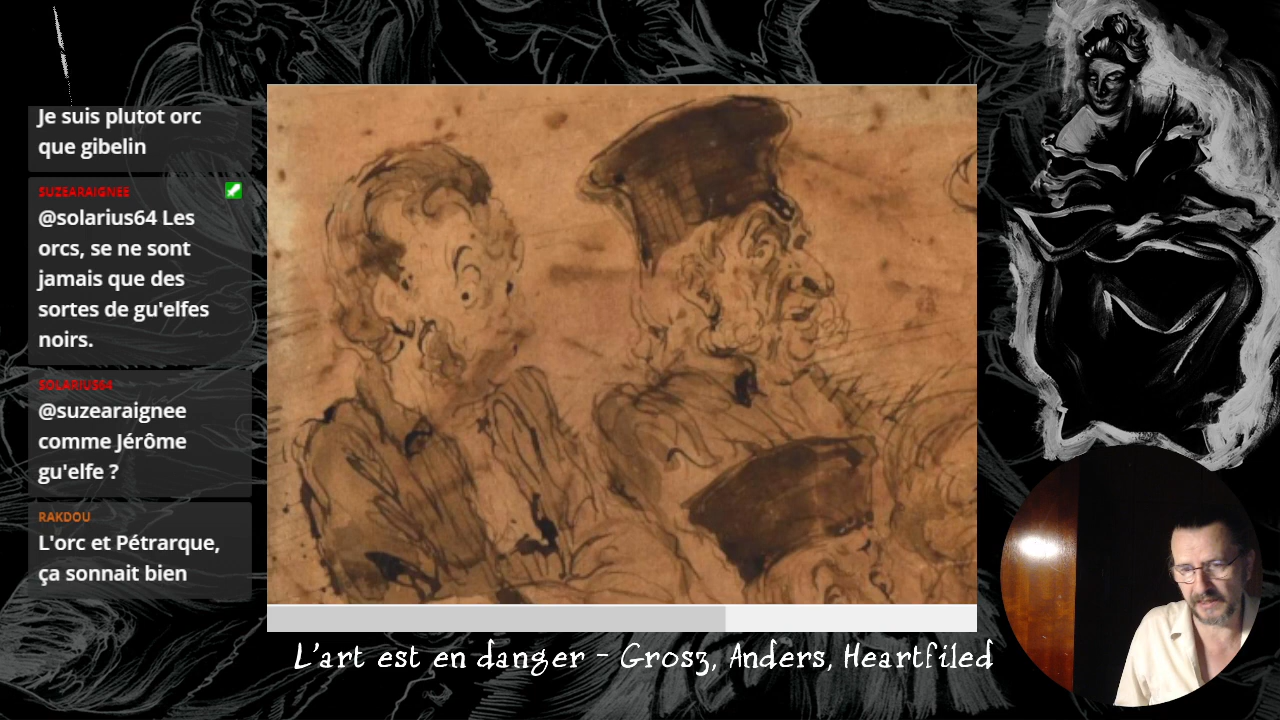 Je suis plutot orc
que gibelin
SUZEARAIGNEE
@solarius64 Les
orcs, se ne sont
jamais que des
sortes de gu'elfes
noirs.
SOLARIUS64
@suzearaignee
comme Jérôme
gu'elfe ?
RAKDOU
L'orc et Pétrarque,
ça sonnait bien
L'art est en danger - Grosz, Anders, Heartfiled